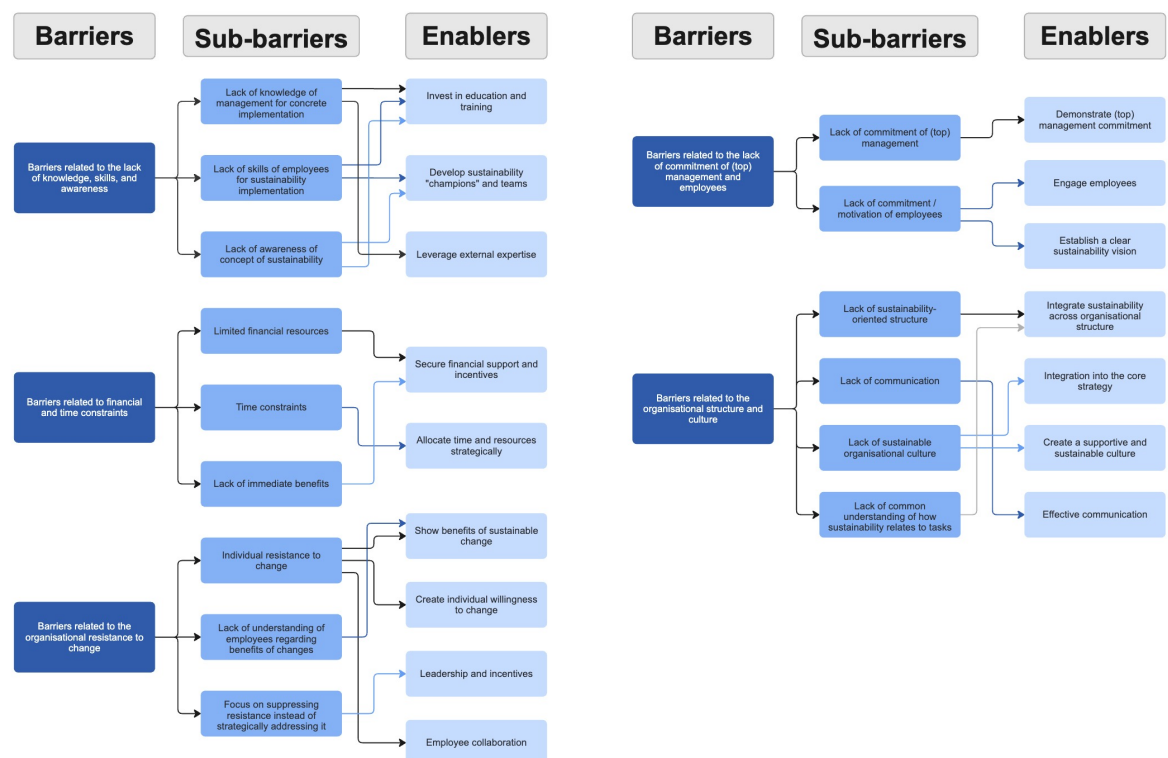 Barriers
Sub-barriers
Enablers
Barriers related to the lack
of knowledge, skills, and
awareness
Lack of knowledge of
management for concrete
implementation
Lack of skills of employees
for sustainability
implementation
Lack of awareness of
concept of sustainability
Invest in education and
training
Develop sustainability
"champions" and teams
Leverage external expertise
Barriers related to financial
and time constraints
Limited financial resources
Time constraints
Lack of immediate benefits
Secure financial support and
incentives
Allocate time and resources
strategically
Barriers related to the
organisational resistance to
change
Individual resistance to
change
Lack of understanding of
employees regarding
benefits of changes
Focus on suppressing
resistance instead of
strategically addressing it
Show benefits of sustainable
change
Create individual willingness
to change
Leadership and incentives
Employee collaboration
Barriers
Sub-barriers
Enablers
Barriers related to the lack
of commitment of (top)
management and
employees
Lack of commitment of (top)
management
Lack of commitment /
motivation of employees
Demonstrate (top)
management commitment
Engage employees
Establish a clear
sustainability vision
Barriers related to the
organisational structure and
culture
Lack of sustainability-
oriented structure
Lack of communication
Lack of sustainable
organisational culture
Lack of common
understanding of how
sustainability relates to tasks
Integrate sustainability
across organisational
structure
Integration into the core
strategy
Create a supportive and
sustainable culture
Effective communication